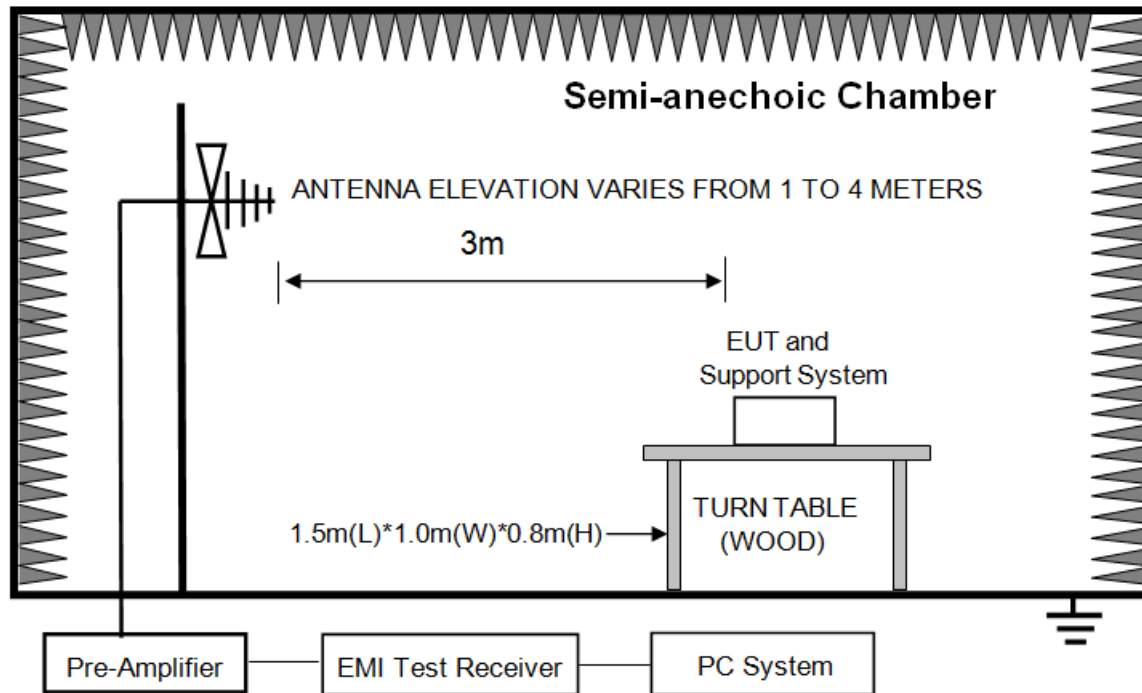 Semi-anechoic Chamber
ANTENNA ELEVATION VARIES FROM 1 TO 4 METERS
3m
EUT and
Support System
1.5m(L)*1.0m(W)*0.8m(H)
TURN TABLE
(WOOD)
Pre-Amplifier
EMI Test Receiver
PC System